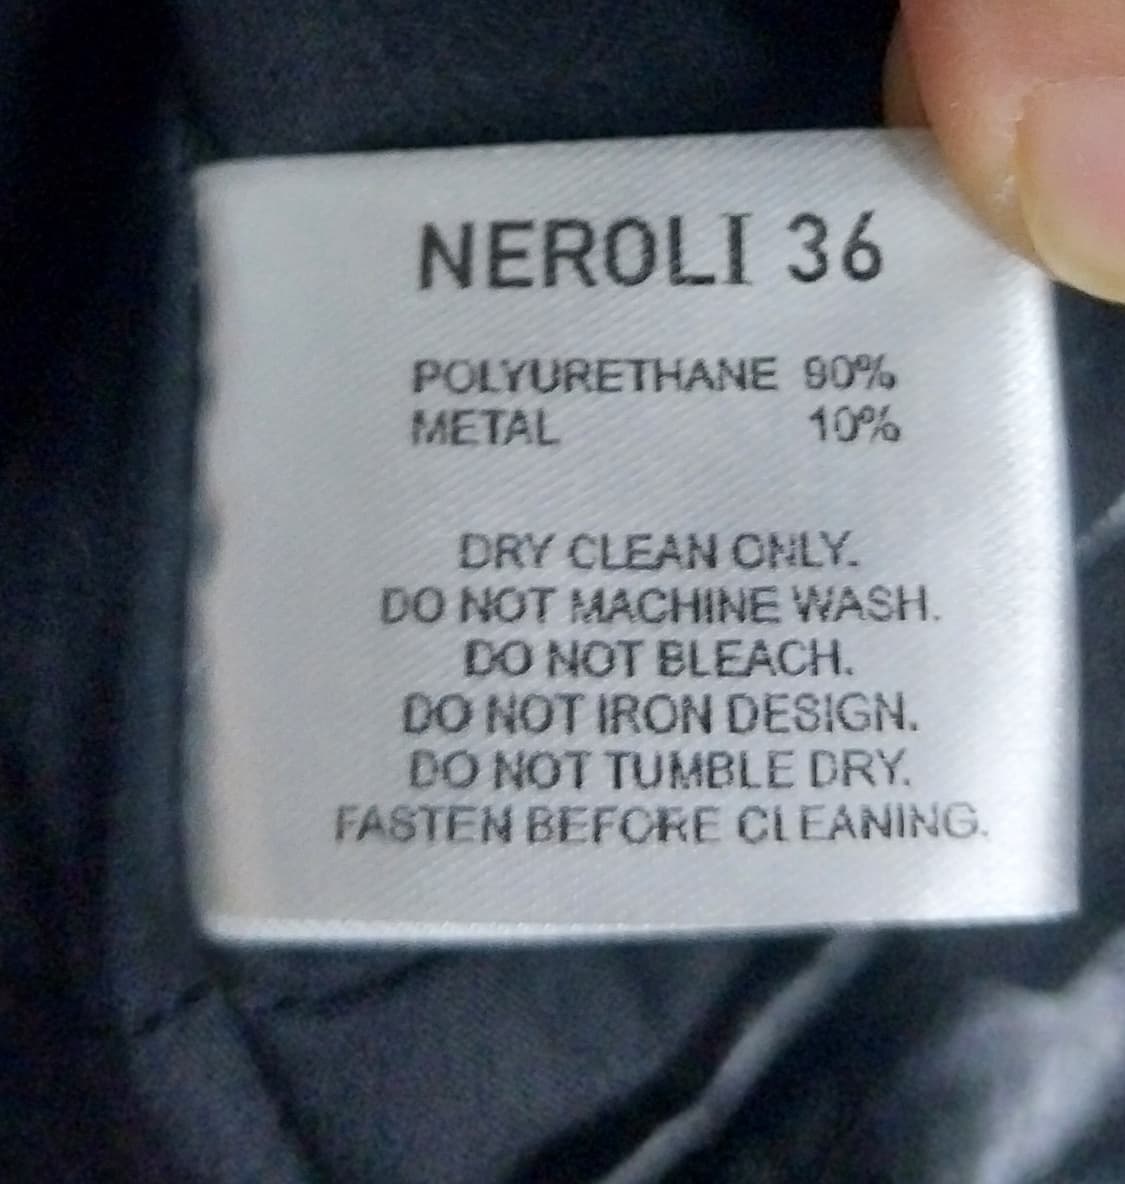 NEROLI 36
POLYURETHANE 90%
METAL 10%
DRY CLEAN ONLY.
DO NOT MACHINE WASH.
DO NOT BLEACH.
DO NOT IRON DESIGN.
DO NOT TUMBLE DRY.
FASTEN BEFORE CLEANING.